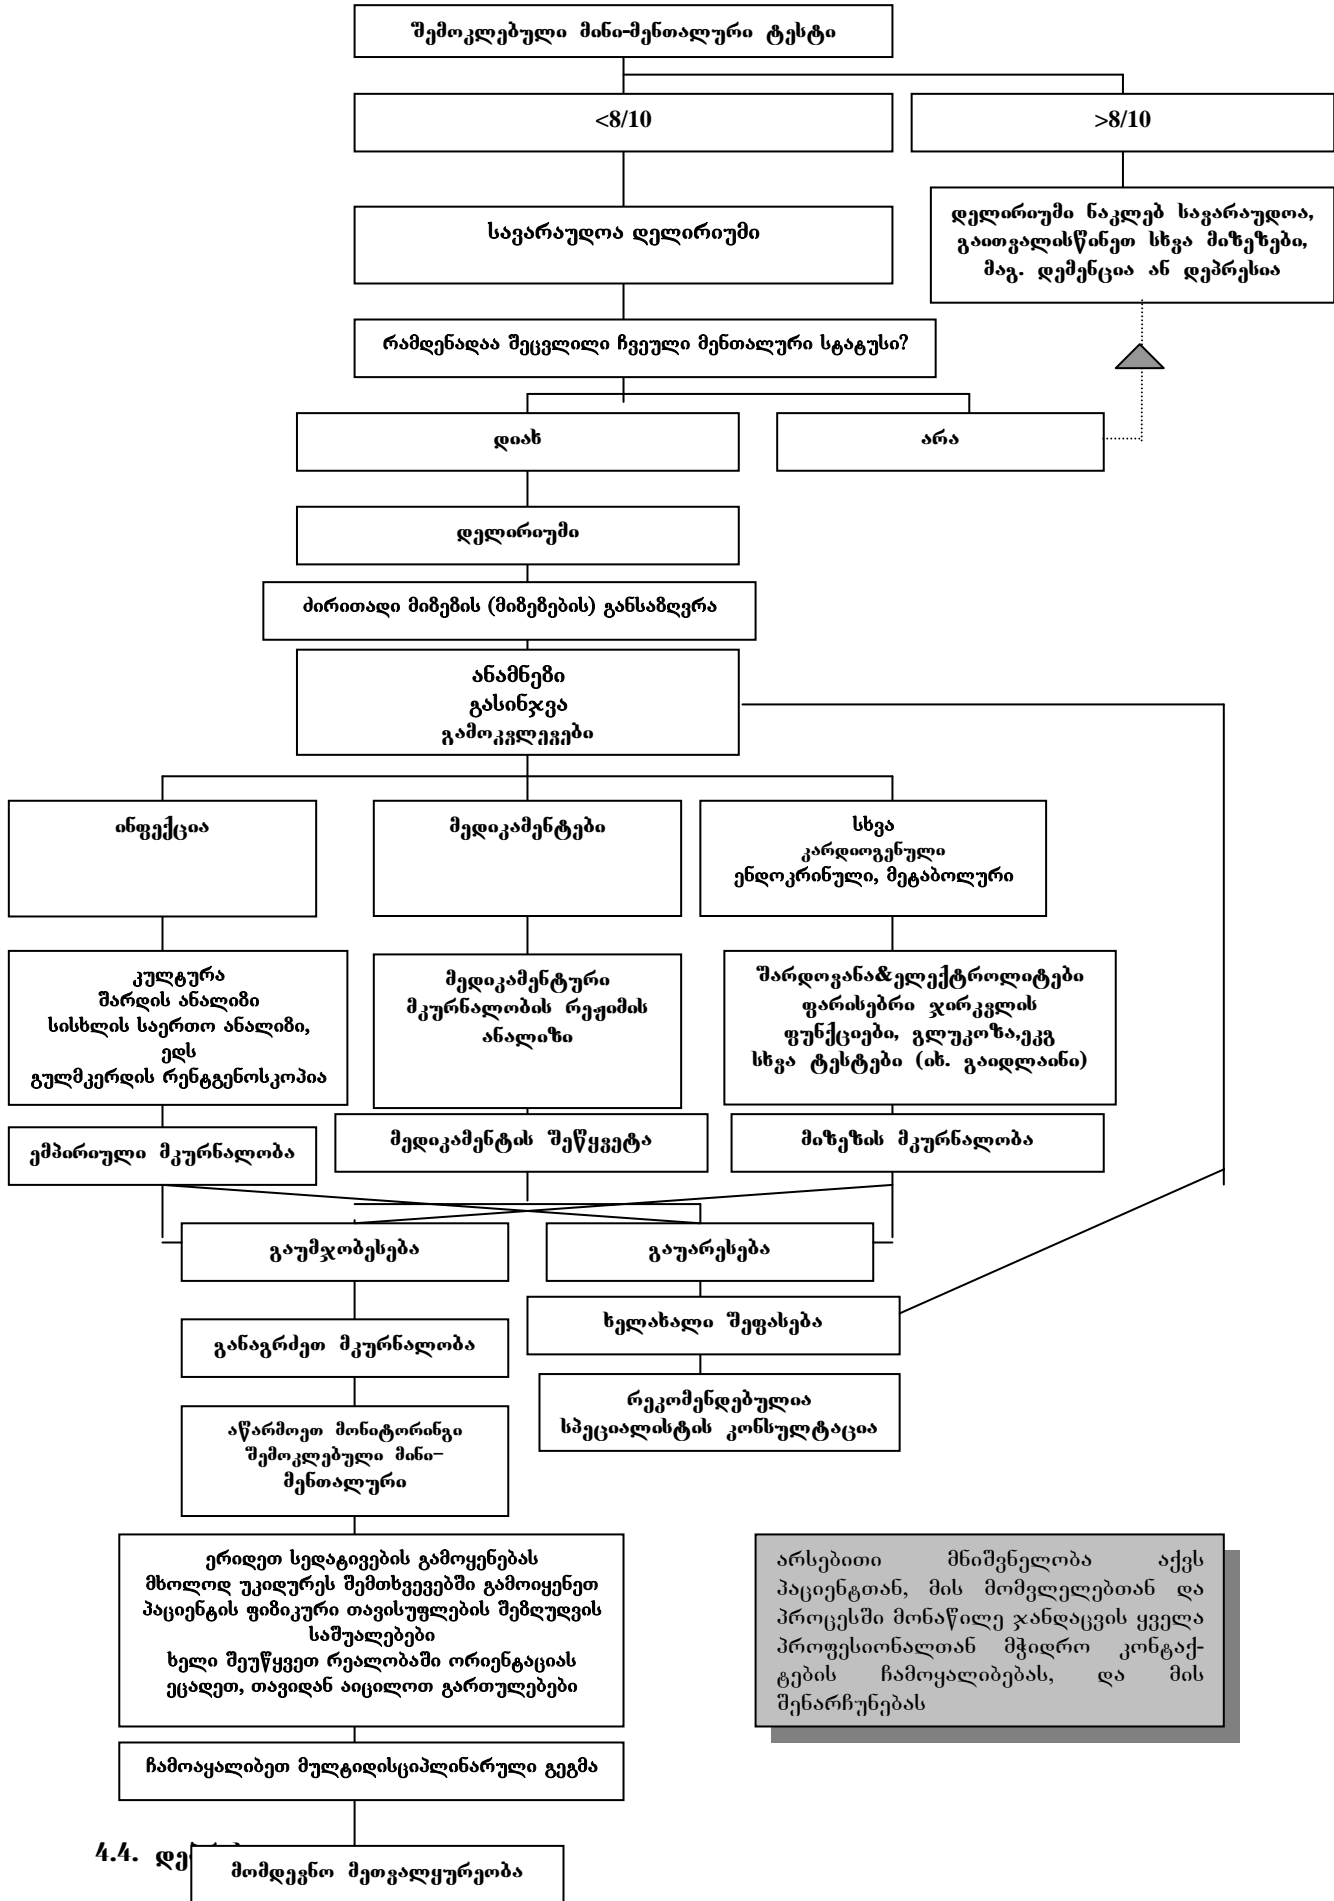 შემოკლებული მინი-მენთალური ტესტი
<8/10
>8/10
სავარაუდოა დელირიუმი
დელირიუმი ნაკლებ სავარაუდოა,
გაითვალისწინეთ სხვა მიზეზები,
მაგ. დემენცია ან დეპრესია
რამდენადაა შეცვლილი ჩვეული მენთალური სტატუსი?
დიახ
არა
დელირიუმი
ძირითადი მიზეზის (მიზეზების) განსაზღვრა
ანამნეზი
გასინჯვა
გამოკვლევები
ინფექცია
მედიკამენტები
სხვა
კარდიოგენული
ენდოკრინული, მეტაბოლური
კულტურა
შარდის ანალიზი
სისხლის საერთო ანალიზი,
ედს
გულმკერდის რენტგენოსკოპია
მედიკამენტური
მკურნალობის რეჟიმის
ანალიზი
შარდოვანა&ელექტროლიტები
ფარისებრი ჯირკვლის
ფუნქციები, გლუკოზა,ეკგ
სხვა ტესტები (იხ. გაიდლაინი)
ემპირიული მკურნალობა
მედიკამენტის შეწყვეტა
მიზეზის მკურნალობა
გაუმჯობესება
გაუარესება
განაგრძეთ მკურნალობა
ხელახალი შეფასება
რეკომენდებულია
სპეციალისტის კონსულტაცია
აწარმოეთ მონიტორინგი
შემოკლებული მინი–
მენთალური
ერიდეთ სედატივების გამოყენებას
მხოლოდ უკიდურეს შემთხვევებში გამოიყენეთ
პაციენტის ფიზიკური თავისუფლების შეზღუდვის
საშუალებები
ხელი შეუწყვეთ რეალობაში ორიენტაციას
ეცადეთ, თავიდან აიცილოთ გართულებები
არსებითი მნიშვნელობა აქვს
პაციენტთან, მის მომვლელებთან და
პროცესში მონაწილე ჯანდაცვის ყველა
პროფესიონალთან მჭიდრო კონტაქ-
ტების ჩამოყალიბებას, და მის
შენარჩუნებას
ჩამოაყალიბეთ მულტიდისციპლინარული გეგმა
4.4.
მომდევნო მეთვალყურეობა